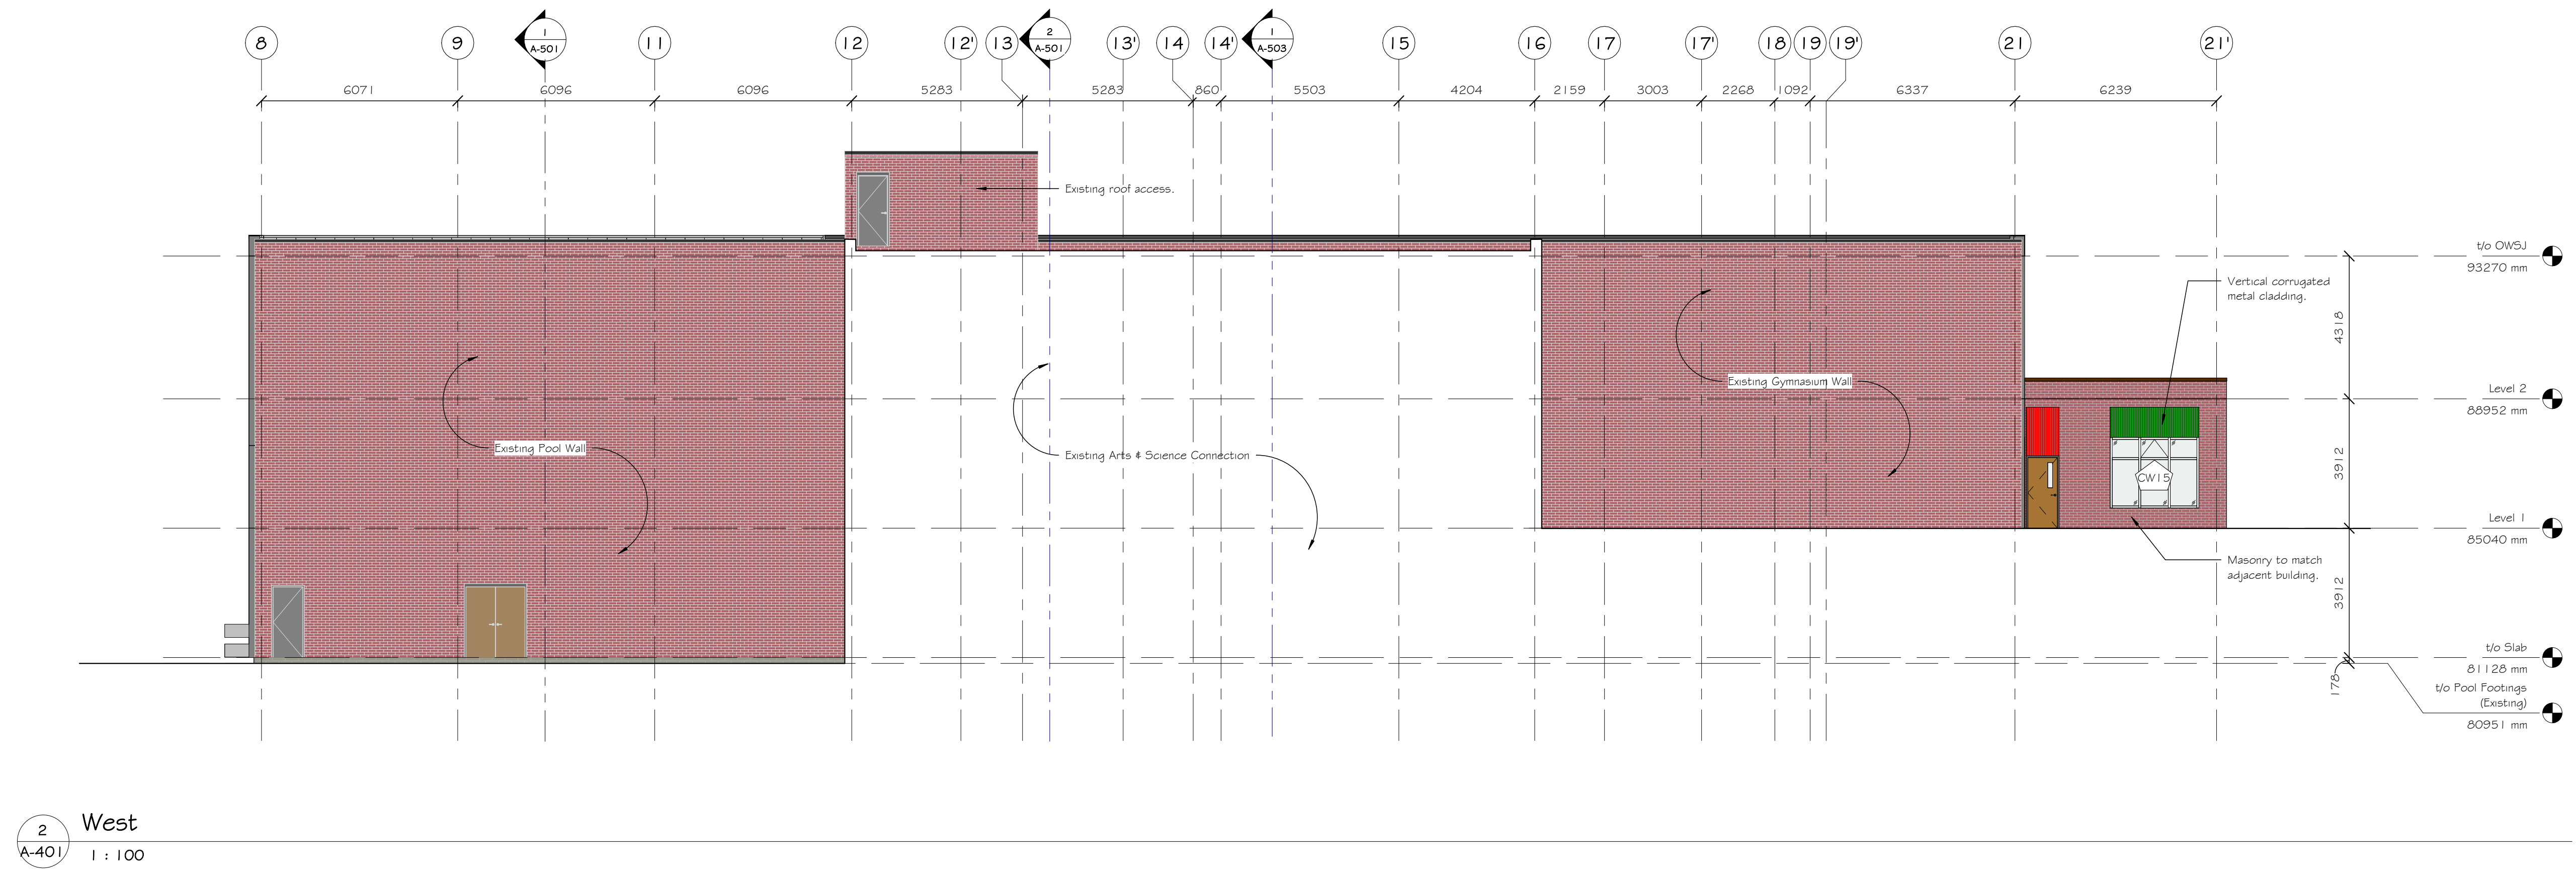 8
9
1
A-501
11
12
12'
13
2
A-501
13'
14
14'
1
A-503
15
16
17
17'
18
19
19'
21
21'
6071
6096
6096
5283
5283
860
5503
4204
2159
3003
2268
1092
6337
6239
Existing roof access.
t/o OWSJ
93270 mm
Vertical corrugated
metal cladding.
4318
Existing Gymnasium Wall
Level 2
88952 mm
Existing Pool Wall
Existing Arts & Science Connection
3912
CW15
Level 1
85040 mm
Masonry to match
adjacent building.
3912
t/o Slab
81128 mm
178
t/o Pool Footings
(Existing)
80951 mm
2
A-401
West
1 : 100